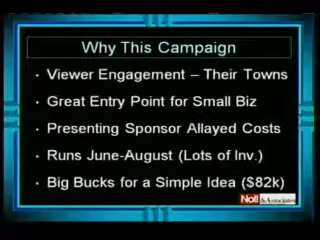 Why This Campaign
• Viewer Engagement – Their Towns
• Great Entry Point for Small Biz
• Presenting Sponsor Allayed Costs
• Runs June-August (Lots of Inv.)
• Big Bucks for a Simple Idea ($82k)
Noll & Associates